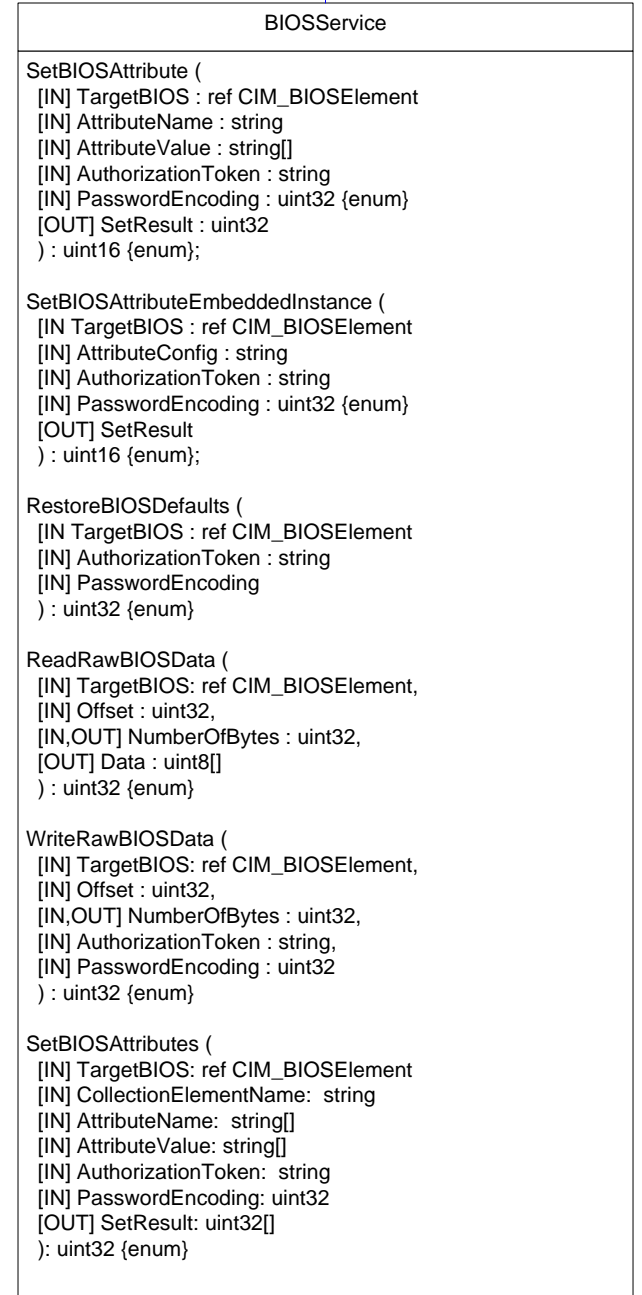 BIOSService
SetBIOSAttribute (
[IN] TargetBIOS : ref CIM_BIOSElement
[IN] AttributeName : string
[IN] AttributeValue : string[]
[IN] AuthorizationToken : string
[IN] PasswordEncoding : uint32 {enum}
[OUT] SetResult : uint32
) : uint16 {enum};
SetBIOSAttributeEmbeddedInstance (
[IN TargetBIOS : ref CIM_BIOSElement
[IN] AttributeConfig : string
[IN] AuthorizationToken : string
[IN] PasswordEncoding : uint32 {enum}
[OUT] SetResult
) : uint16 {enum};
RestoreBIOSDefaults (
[IN TargetBIOS : ref CIM_BIOSElement
[IN] AuthorizationToken : string
[IN] PasswordEncoding
) : uint32 {enum}
ReadRawBIOSData (
[IN] TargetBIOS: ref CIM_BIOSElement,
[IN] Offset : uint32,
[IN,OUT] NumberOfBytes : uint32,
[OUT] Data : uint8[]
) : uint32 {enum}
WriteRawBIOSData (
[IN] TargetBIOS: ref CIM_BIOSElement,
[IN] Offset : uint32,
[IN,OUT] NumberOfBytes : uint32,
[IN] AuthorizationToken : string,
[IN] PasswordEncoding : uint32
) : uint32 {enum}
SetBIOSAttributes (
[IN] TargetBIOS: ref CIM_BIOSElement
[IN] CollectionElementName:  string
[IN] AttributeName:  string[]
[IN] AttributeValue: string[]
[IN] AuthorizationToken:  string
[IN] PasswordEncoding: uint32
[OUT] SetResult: uint32[]
): uint32 {enum}